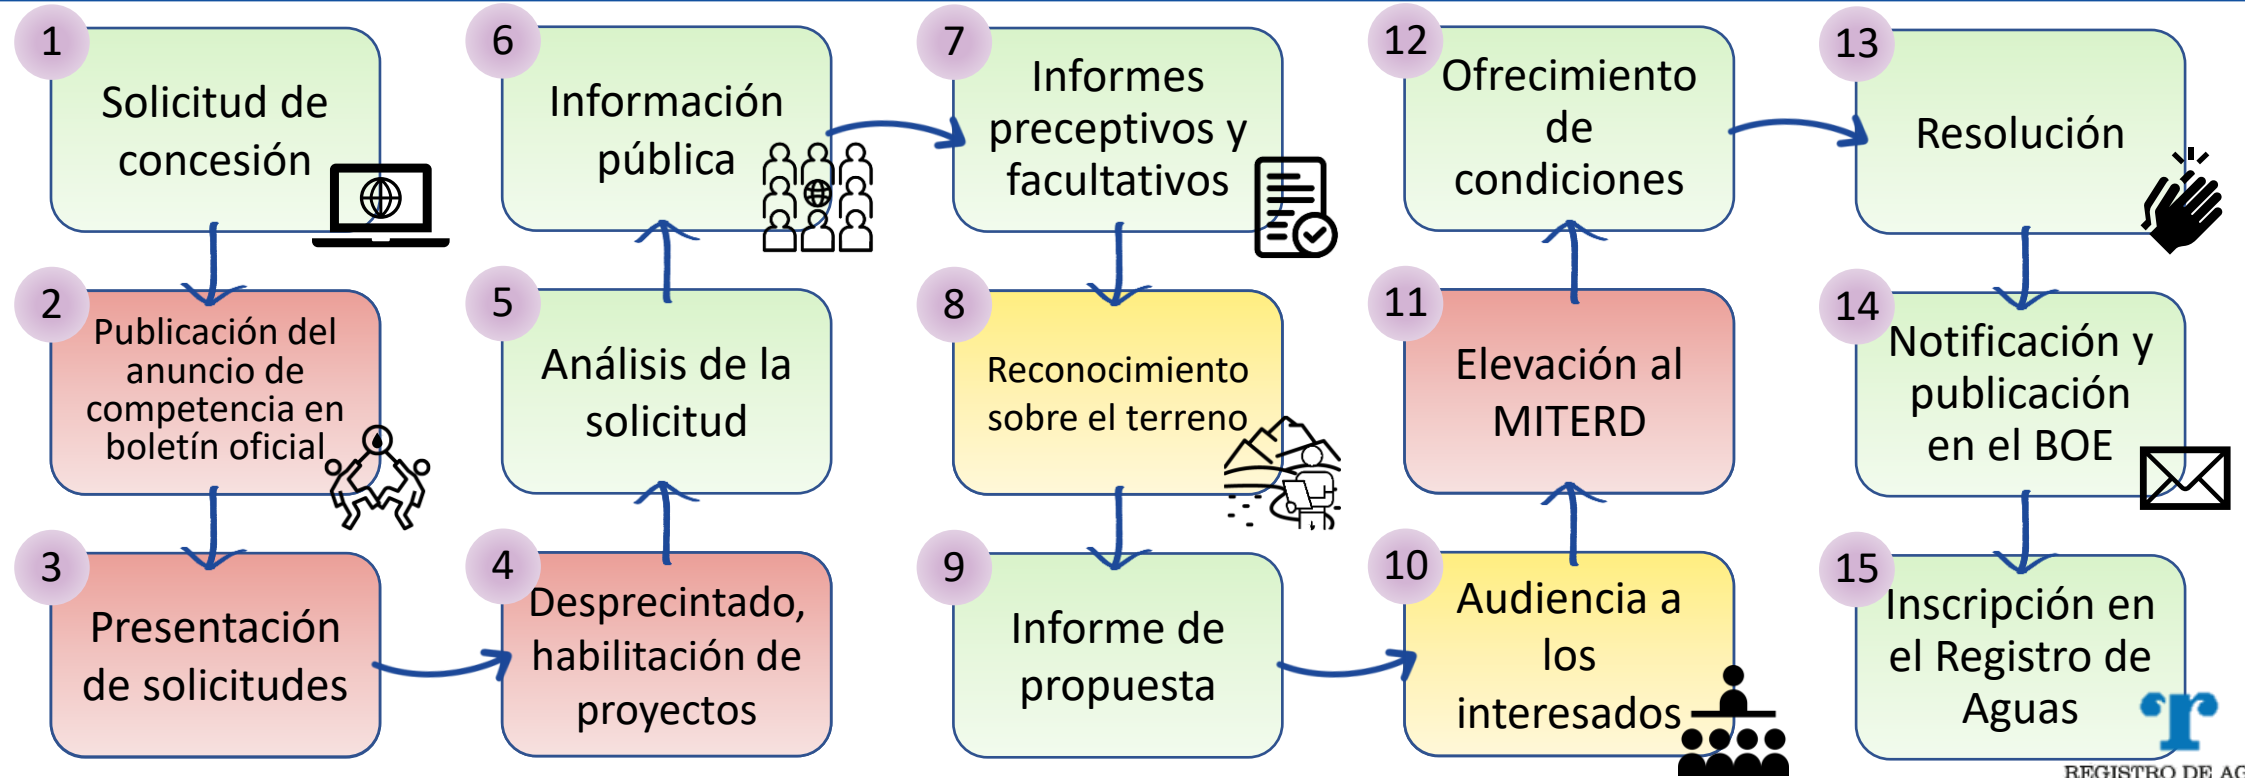 1
Solicitud de
concesión
2
Publicación del
anuncio de
competencia en
boletín oficial
3
Presentación
de solicitudes
4
Desprecintado,
habilitación de
proyectos
5
Análisis de la
solicitud
6
Información
pública
7
Informes
preceptivos y
facultativos
8
Reconocimiento
sobre el terreno
9
Informe de
propuesta
10
Audiencia a
los
interesados
11
Elevación al
MITERD
12
Ofrecimiento
de
condiciones
13
Resolución
14
Notificación y
publicación
en el BOE
15
Inscripción en
el Registro de
Aguas
r
REGISTRO DE AG